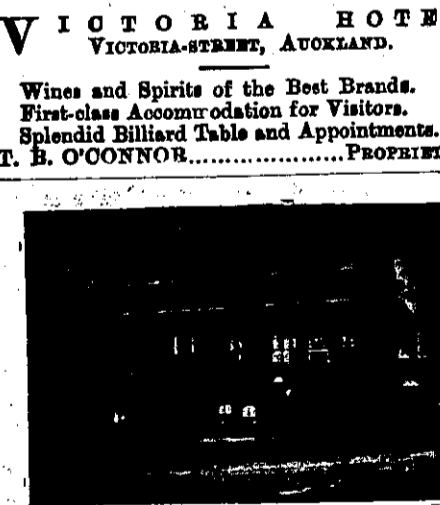 VICTORIA HOTE
VICTORIA-STREET, AUCKLAND.
Wines and Spirits of the Best Brands.
First-class Accommodation for Visitors.
Splendid Billiard Table and Appointments.
T. B. O'CONNOR.....................PROPRIET